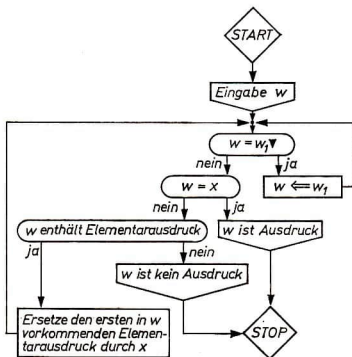 START
Eingabe w
w = w₁▼
nein
ja
w = x
w ⇐ w₁
nein
ja
w enthält Elementarausdruck
w ist Ausdruck
ja
nein
w ist kein Ausdruck
Ersetze den ersten in w
vorkommenden Elemen-
tarausdruck durch x
STOP